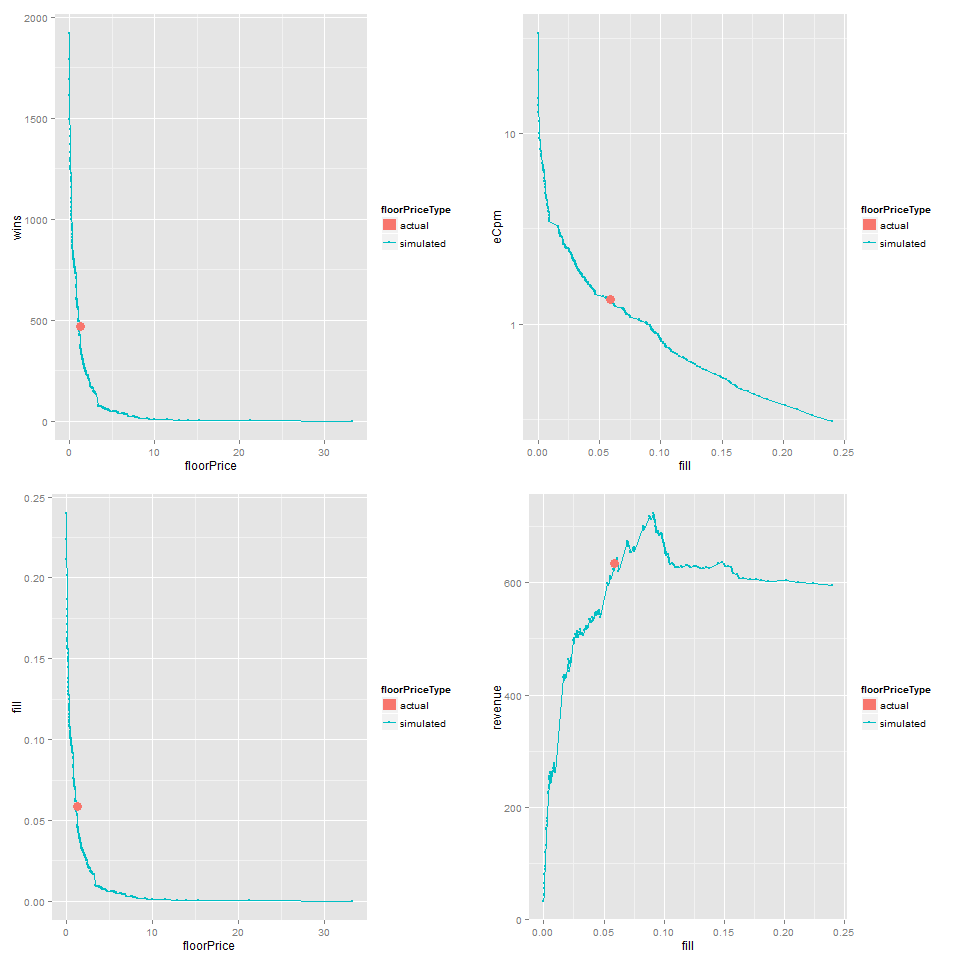 2000
1500
1000
500
0
wins
0 10 20 30
floorPrice
floorPriceType
actual
simulated
10
1
eCpm
0.00 0.05 0.10 0.15 0.20 0.25
fill
floorPriceType
actual
simulated
0.25
0.20
0.15
0.10
0.05
0.00
fill
0 10 20 30
floorPrice
floorPriceType
actual
simulated
600
400
200
0
revenue
0.00 0.05 0.10 0.15 0.20 0.25
fill
floorPriceType
actual
simulated